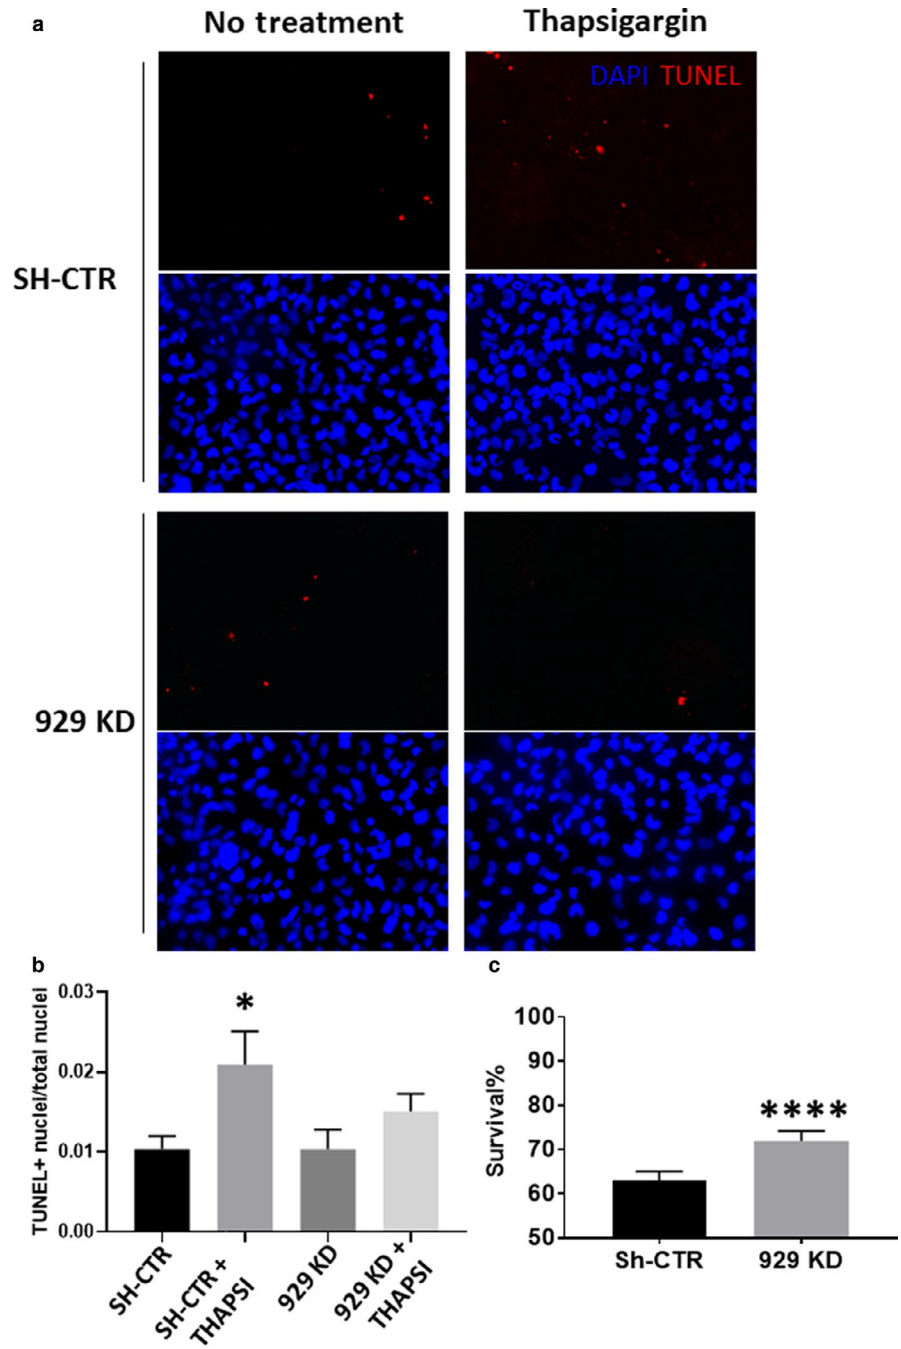 a
No treatment
Thapsigargin
DAPI TUNEL
SH-CTR
929 KD
b
TUNEL+ nuclei/total nuclei
0.03
0.02
0.01
0.00
*
SH-CTR
SH-CTR +
THAPSI
929 KD
929 KD +
THAPSI
c
Survival%
100
90
80
70
60
50
****
Sh-CTR
929 KD